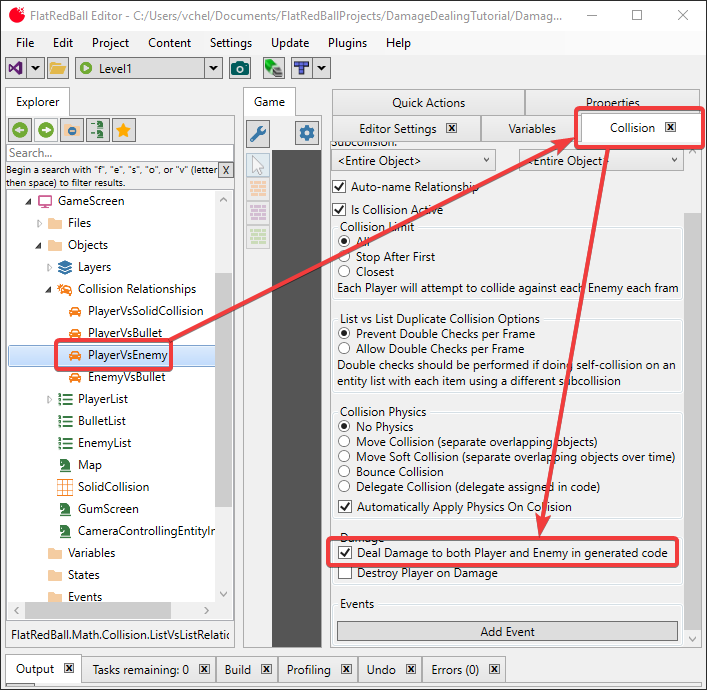 FlatRedBall Editor - C:/Users/vchel/Documents/FlatRedBallProjects/DamageDealingTutorial/Damag...
File Edit Project Content Settings Update Plugins Help
Level1
Explorer
Search...
Begin a search with "f", "e", "s", "o", or "v" (letter
then space) to filter results.
X
GameScreen
Files
Objects
Layers
Collision Relationships
PlayerVsSolidCollision
PlayerVsBullet
PlayerVsEnemy
EnemyVsBullet
PlayerList
BulletList
EnemyList
Map
SolidCollision
GumScreen
CameraControllingEntityIn
Variables
States
Events
FlatRedBall.Math.Collision.ListVsListRelatio
Game
Quick Actions Properties
Editor Settings Variables Collision
Subcollision:
<Entire Object> <Entire Object>
Auto-name Relationship
Is Collision Active
Collision Limit
All
Stop After First
Closest
Each Player will attempt to collide against each Enemy each fram
List vs List Duplicate Collision Options
Prevent Double Checks per Frame
Allow Double Checks per Frame
Double checks should be performed if doing self-collision on an
entity list with each item using a different subcollision
Collision Physics
No Physics
Move Collision (separate overlapping objects)
Move Soft Collision (separate overlapping objects over time)
Bounce Collision
Delegate Collision (delegate assigned in code)
Automatically Apply Physics On Collision
Damage
Deal Damage to both Player and Enemy in generated code
Destroy Player on Damage
Events
Add Event
Output Tasks remaining: 0 Build Profiling Undo Errors (0)